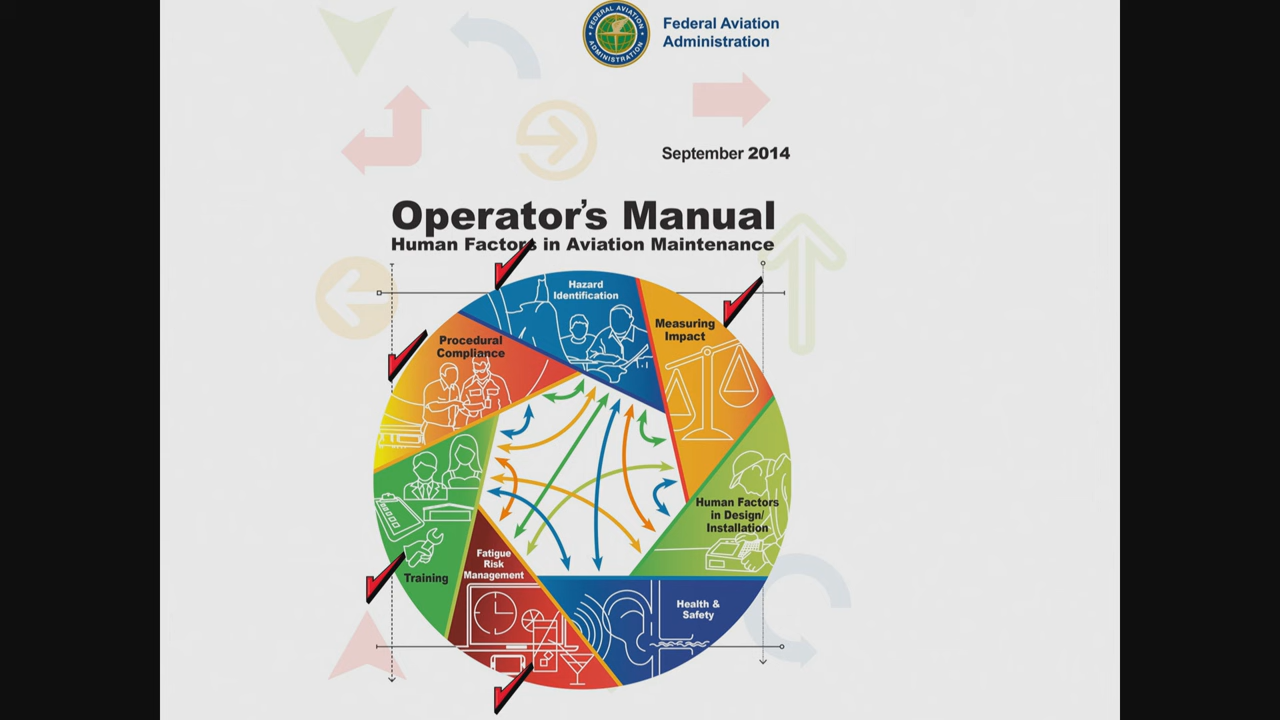 FEDERAL AVIATION
ADMINISTRATION
Federal Aviation
Administration
September 2014
Operator's Manual
Human Factors in Aviation Maintenance
Hazard
Identification
Measuring
Impact
Procedural
Compliance
Human Factors
in Design/
Installation
Fatigue
Risk
Management
Training
Health &
Safety